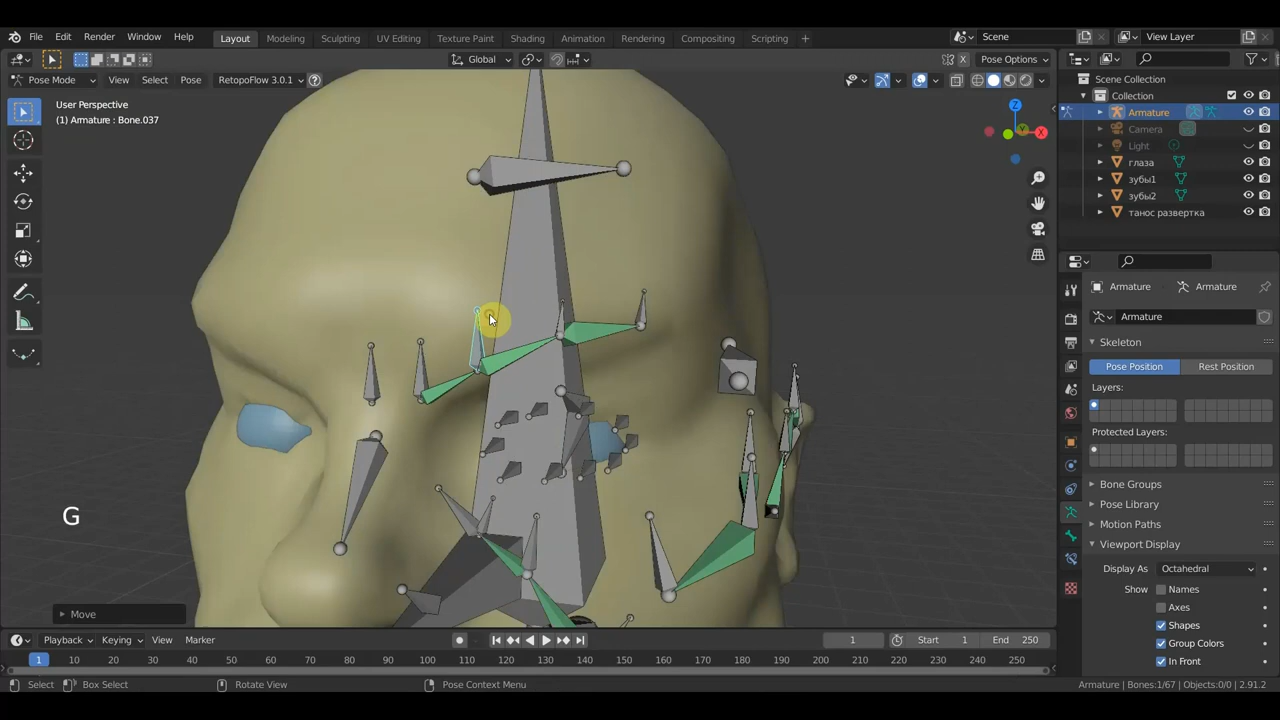 File Edit Render Window Help Layout Modeling Sculpting UV Editing Texture Paint Shading Animation Rendering Compositing Scripting + Scene View Layer
Global Pose Options
Pose Mode View Select Pose RetopoFlow 3.0.1 ?
User Perspective
(1) Armature : Bone.037
Z
Y
X
G
Move
Scene Collection
Collection
Armature
Camera
Light
глаза
зубы1
зубы2
танос развертка
Armature Armature
Armature
Skeleton
Pose Position Rest Position
Layers:
Protected Layers:
Bone Groups
Pose Library
Motion Paths
Viewport Display
Display As Octahedral
Show Names
Axes
Shapes
Group Colors
In Front
Playback Keying View Marker 1 Start 1 End 250
1 10 20 30 40 50 60 70 80 90 100 110 120 130 140 150 160 170 180 190 200 210 220 230 240 250
Select Box Select Rotate View Pose Context Menu Armature | Bones:1/67 | Objects:0/0 | 2.91.2